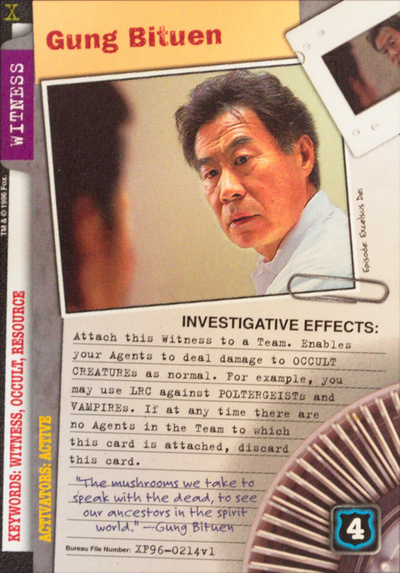 X
WITNESS
TM & © 1996 Fox.
KEYWORDS: WITNESS, OCCULT, RESOURCE
ACTIVATORS: ACTIVE
Gung Bituen
Episode: Excelsus Dei
INVESTIGATIVE EFFECTS:
Attach this Witness to a Team. Enables
your Agents to deal damage to OCCULT
CREATUREs as normal. For example, you
may use LRC against POLTERGEISTs and
VAMPIREs. If at any time there are
no Agents in the Team to which
this card is attached, discard
this card.
"The mushrooms we take to
speak with the dead, to see
our ancestors in the spirit
world." —Gung Bituen
Bureau File Number: XF96-0214v1
4